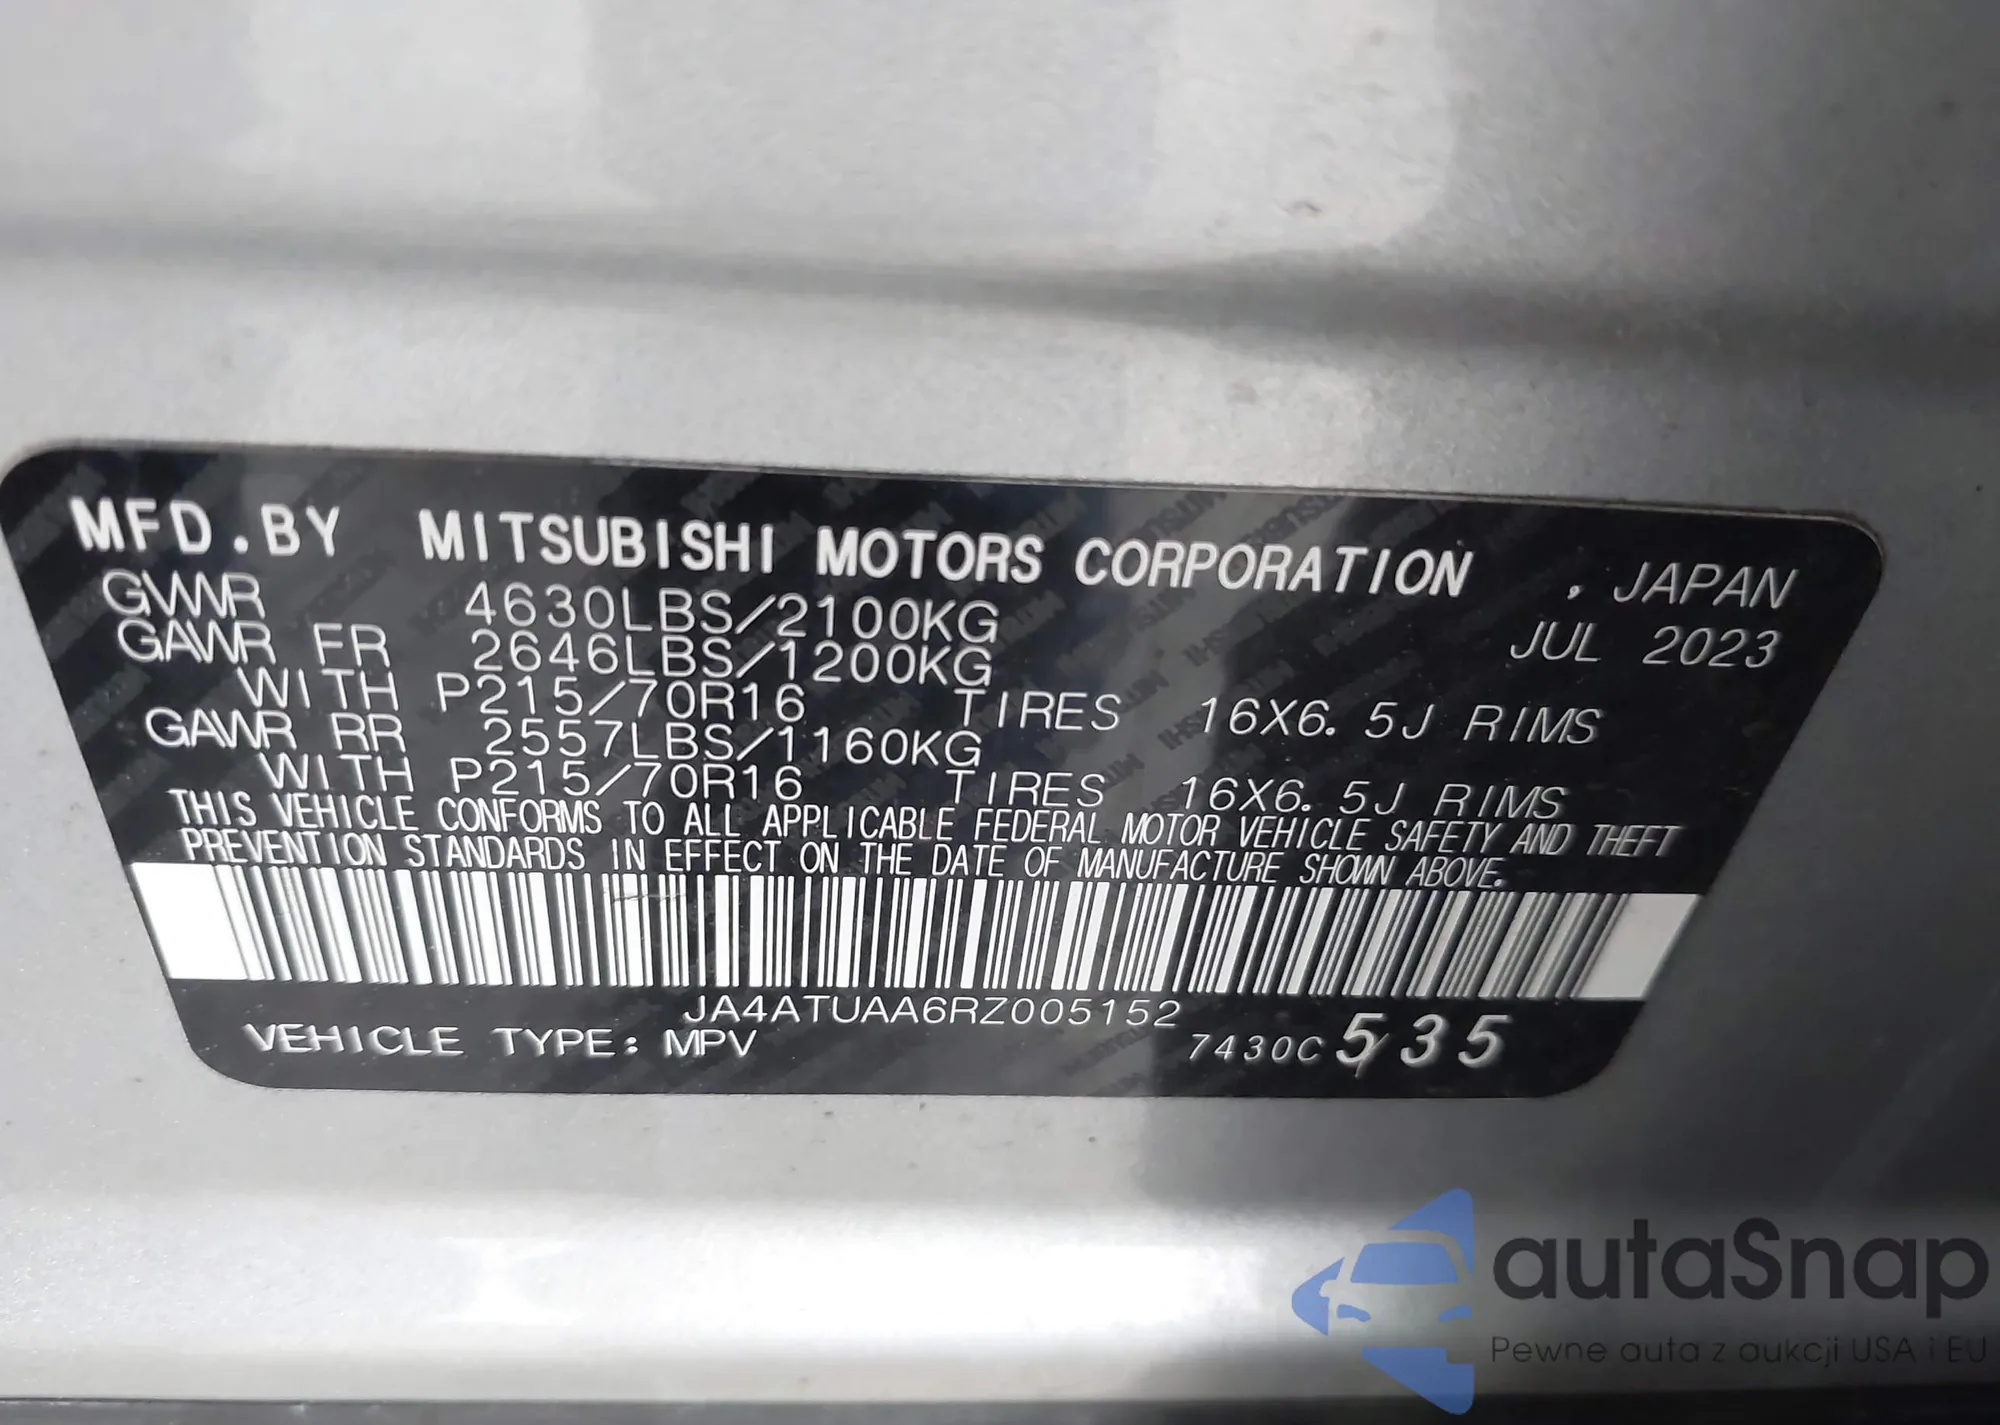 MFD.BY MITSUBISHI MOTORS CORPORATION , JAPAN
GVWR 4630LBS/2100KG JUL 2023
GAWR FR 2646LBS/1200KG
WITH P215/70R16 TIRES 16X6.5J RIMS
GAWR RR 2557LBS/1160KG
WITH P215/70R16 TIRES 16X6.5J RIMS
THIS VEHICLE CONFORMS TO ALL APPLICABLE FEDERAL MOTOR VEHICLE SAFETY AND THEFT
PREVENTION STANDARDS IN EFFECT ON THE DATE OF MANUFACTURE SHOWN ABOVE.
JA4ATUAA6RZ005152
VEHICLE TYPE: MPV 7430C 535
autaSnap
Pewne auta z aukcji USA i EU